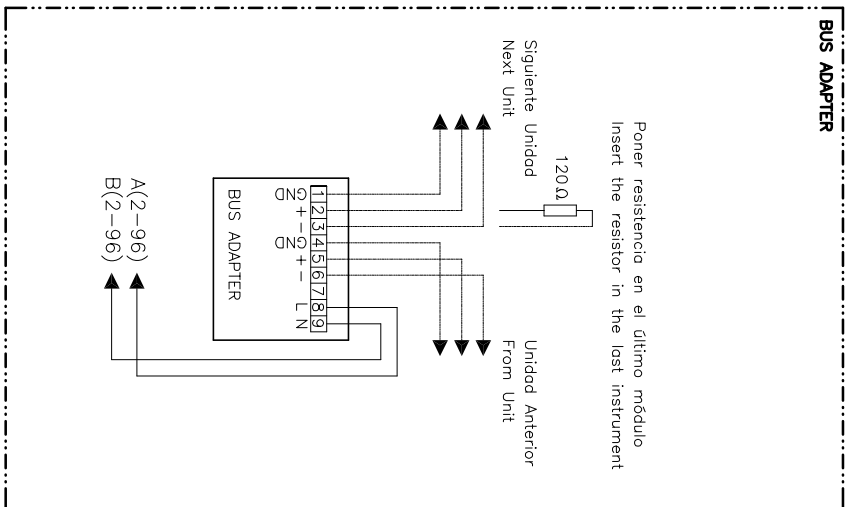 BUS ADAPTER
Poner resistencia en el último módulo
Insert the resistor in the last instrument
120Ω
Siguiente Unidad
Next Unit
Unidad Anterior
From Unit
1 2 3 4 5 6 7 8 9
GND + - GND + - L N
BUS ADAPTER
A(2-96)
B(2-96)